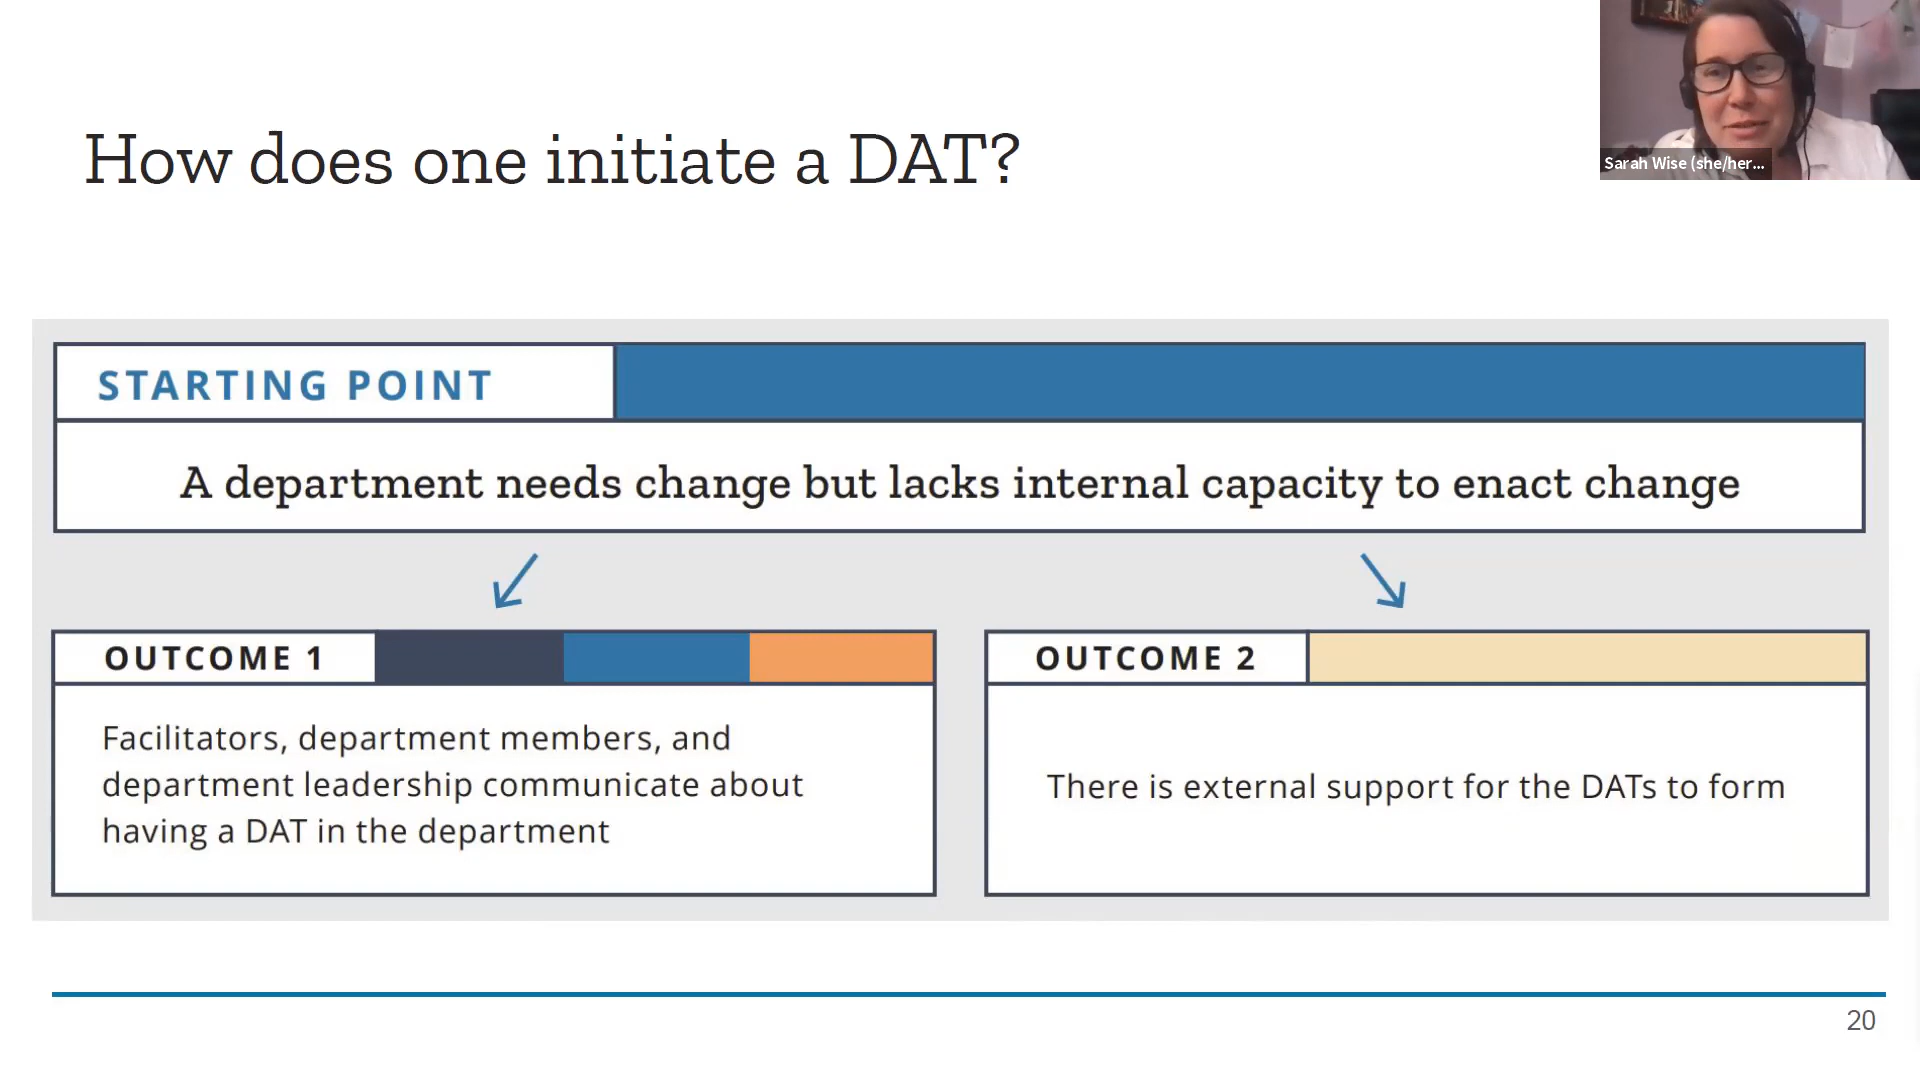 How does one initiate a DAT?
Sarah Wise (she/her...
STARTING POINT
A department needs change but lacks internal capacity to enact change
OUTCOME 1
Facilitators, department members, and
department leadership communicate about
having a DAT in the department
OUTCOME 2
There is external support for the DATs to form
20